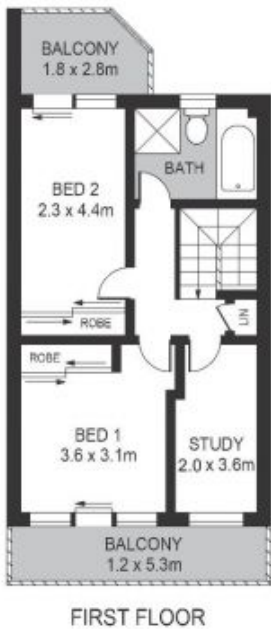 BALCONY
1.8 x 2.8m
BATH
BED 2
2.3 x 4.4m
ROBE
LIN
ROBE
BED 1
3.6 x 3.1m
STUDY
2.0 x 3.6m
BALCONY
1.2 x 5.3m
FIRST FLOOR